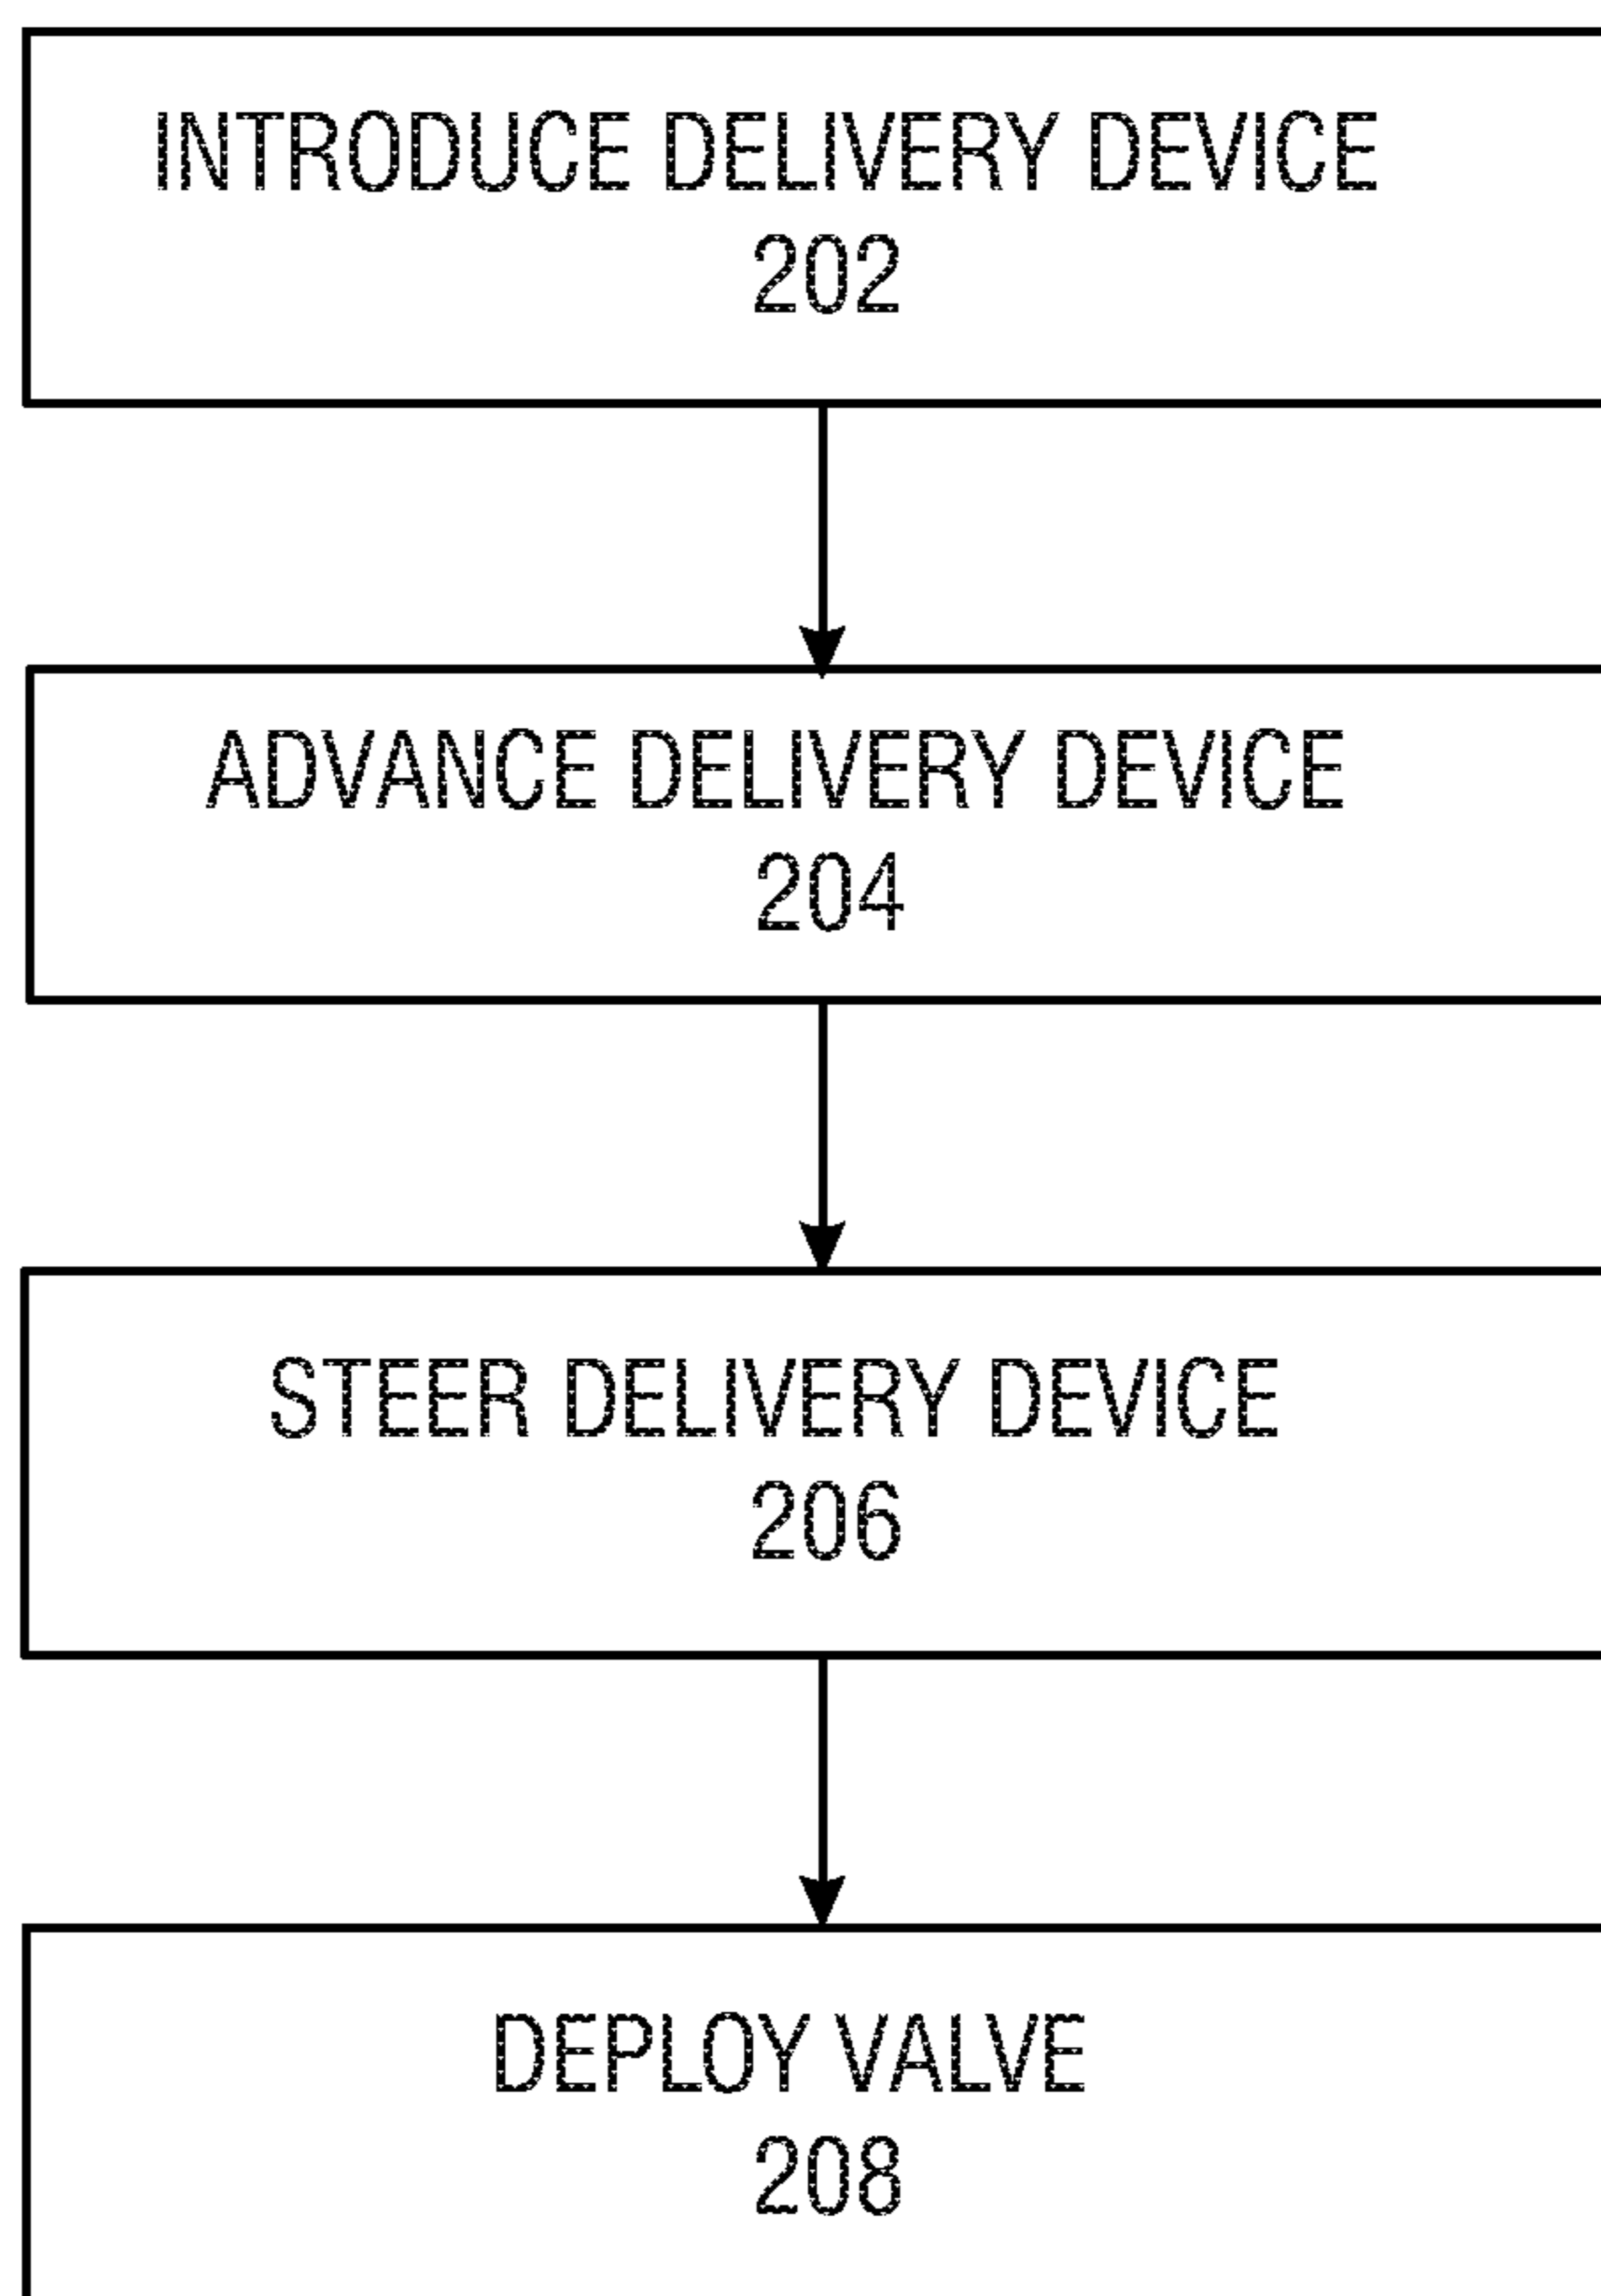 INTRODUCE DELIVERY DEVICE
202
ADVANCE DELIVERY DEVICE
204
STEER DELIVERY DEVICE
206
DEPLOY VALVE
208